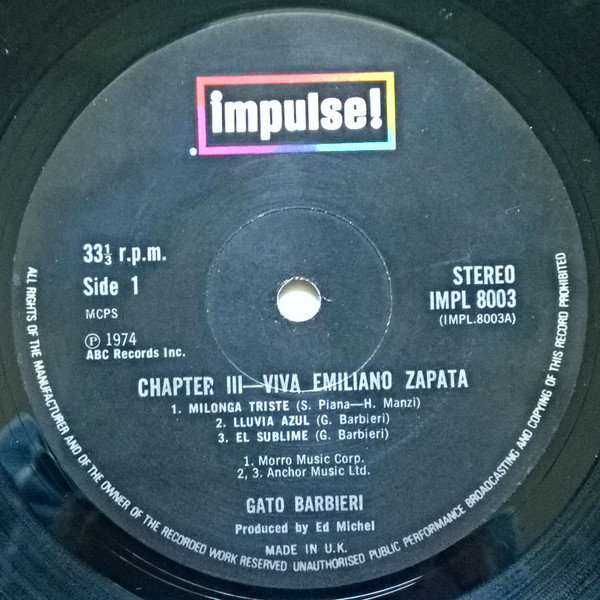 impulse!
33⅓ r.p.m.
Side 1
MCPS
Ⓟ 1974
ABC Records Inc.
STEREO
IMPL 8003
(IMPL.8003A)
CHAPTER III—VIVA EMILIANO ZAPATA
1. MILONGA TRISTE (S. Piana—H. Manzi)
2. LLUVIA AZUL (G. Barbieri)
3. EL SUBLIME (G. Barbieri)
1. Morro Music Corp.
2, 3. Anchor Music Ltd.
GATO BARBIERI
Produced by Ed Michel
MADE IN U.K.
ALL RIGHTS OF THE MANUFACTURER AND OF THE OWNER OF THE RECORDED WORK RESERVED UNAUTHORISED PUBLIC PERFORMANCE BROADCASTING AND COPYING OF THIS RECORD PROHIBITED